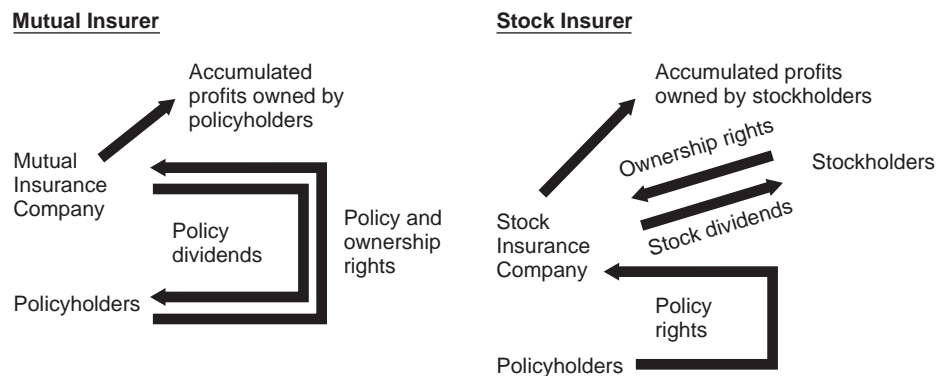 Mutual Insurer
Accumulated
profits owned by
policyholders
Mutual
Insurance
Company
Policy
dividends
Policy and
ownership
rights
Policyholders
Stock Insurer
Accumulated profits
owned by stockholders
Ownership rights
Stockholders
Stock dividends
Stock
Insurance
Company
Policy
rights
Policyholders